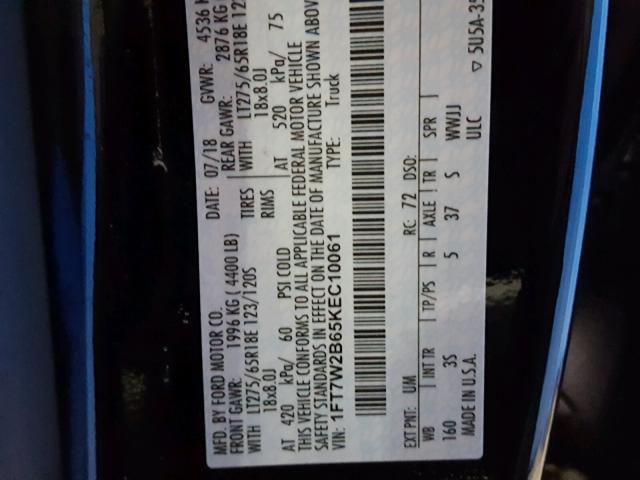 MFD. BY FORD MOTOR CO.
DATE: 07/18 GVWR: 4536 K
FRONT GAWR: 1996 KG ( 4400 LB) REAR GAWR: 2876 KG
WITH LT275/65R18E 123/120S TIRES WITH LT275/65R18E 12
18x8.0J RIMS 18x8.0J
AT 420 kPa/ 60 PSI COLD AT 520 kPa/ 75
THIS VEHICLE CONFORMS TO ALL APPLICABLE FEDERAL MOTOR VEHICLE
SAFETY STANDARDS IN EFFECT ON THE DATE OF MANUFACTURE SHOWN ABOV
VIN: 1FT7W2B65KEC10061 TYPE: Truck
EXT PNT: UM RC: 72 DSO:
WB INT TR TP/PS R AXLE TR SPR
160 3S 5 37 S WWJJ
MADE IN U.S.A. ULC
▽ 5U5A-35